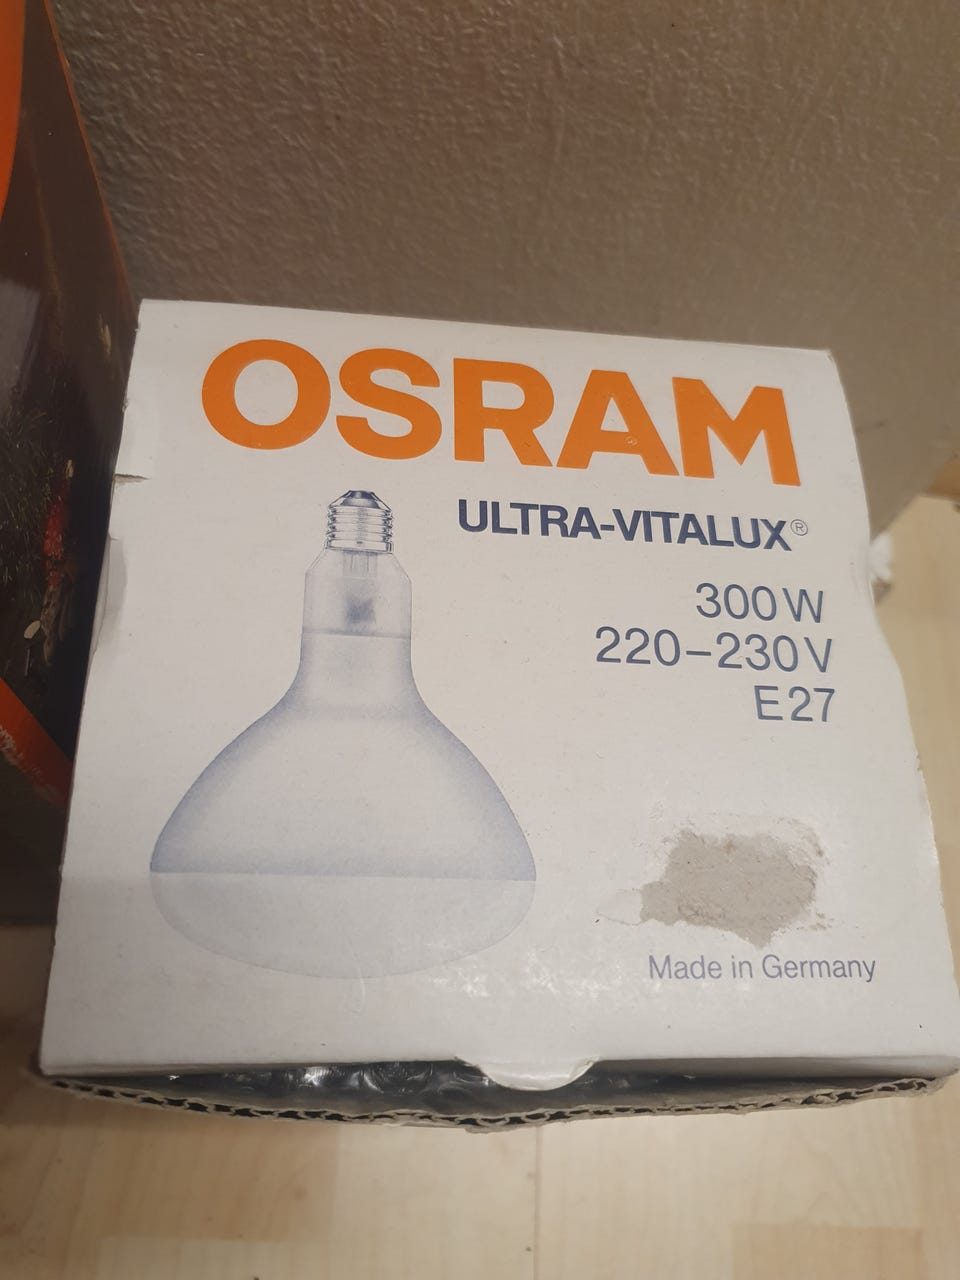 OSRAM
ULTRA-VITALUX®
300W
220-230V
E27
Made in Germany